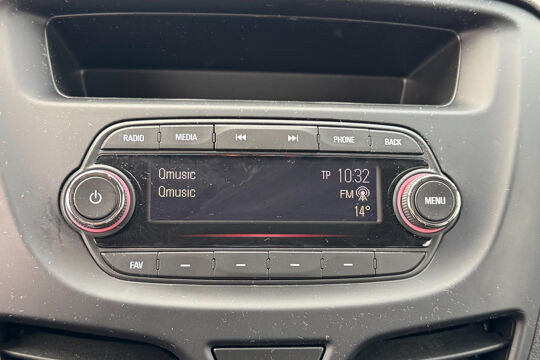 RADIO MEDIA PHONE BACK
Qmusic TP 10:32
Qmusic FM
14°
MENU
FAV